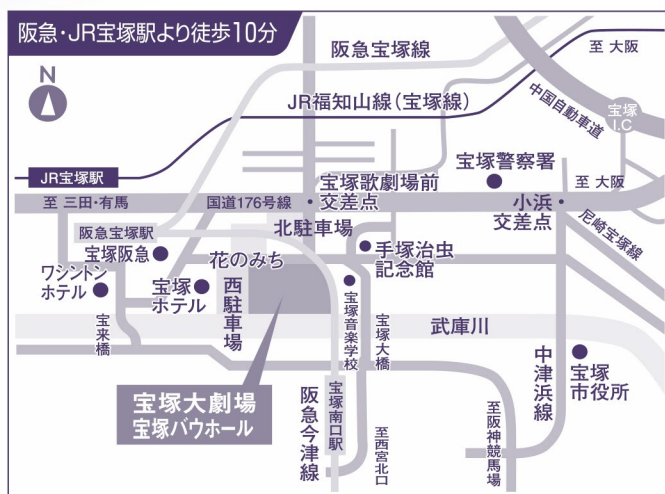 阪急・JR宝塚駅より徒歩10分
N
阪急宝塚線
至 大阪
JR福知山線(宝塚線)
中国自動車道
宝塚
I.C
JR宝塚駅
宝塚歌劇場前
交差点
宝塚警察署
至 大阪
至 三田・有馬
国道176号線
小浜
交差点
阪急宝塚駅
北駐車場
尼崎宝塚線
宝塚阪急
花のみち
手塚治虫
記念館
ワシントン
ホテル
宝塚
ホテル
西駐車場
宝塚音楽学校
宝塚大橋
武庫川
宝来橋
中津浜線
宝塚
市役所
宝塚大劇場
宝塚バウホール
阪急今津線
宝塚南口駅
至西宮北口
至阪神競馬場